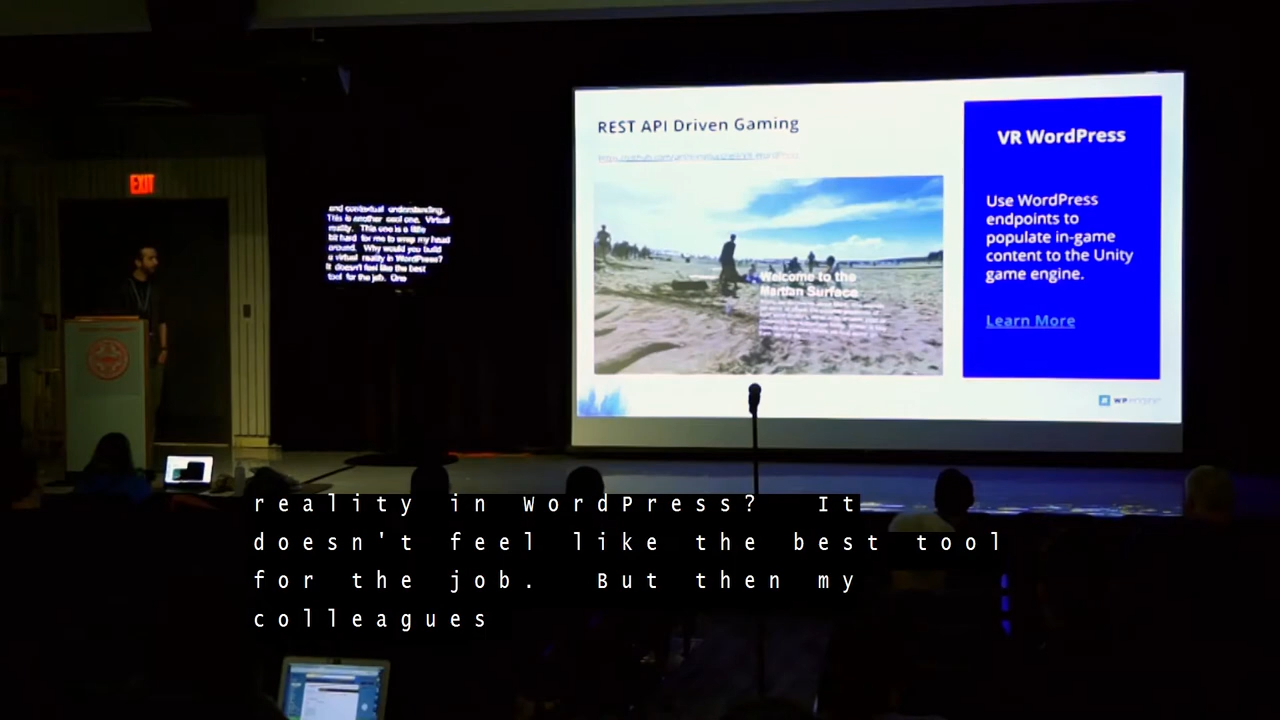 REST API Driven Gaming
VR WordPress
Use WordPress
endpoints to
populate in-game
content to the Unity
game engine.
Learn More
Welcome to the
Martian Surface
WP
EXIT
and contextual understanding.
This is another cool one. Virtual
reality. This one is a little
bit hard for me to wrap my head
around. Why would you build
a virtual reality in WordPress?
It doesn't feel like the best
tool for the job. One
reality in WordPress? It
doesn't feel like the best tool
for the job. But then my
colleagues